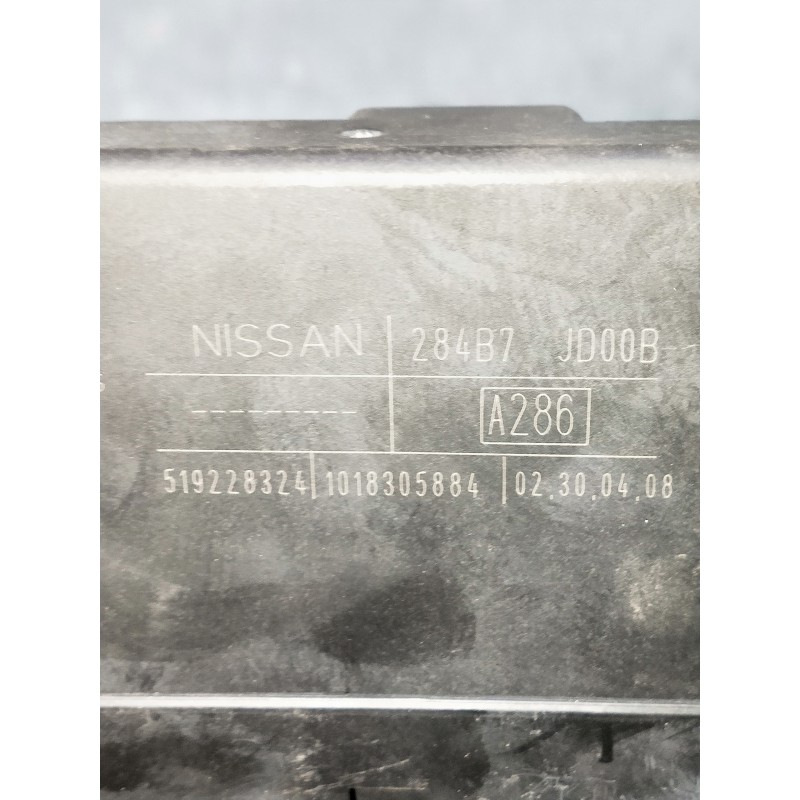 NISSAN 284B7 JD00B
--------- A286
519228324 1018305884 02.30.04.08